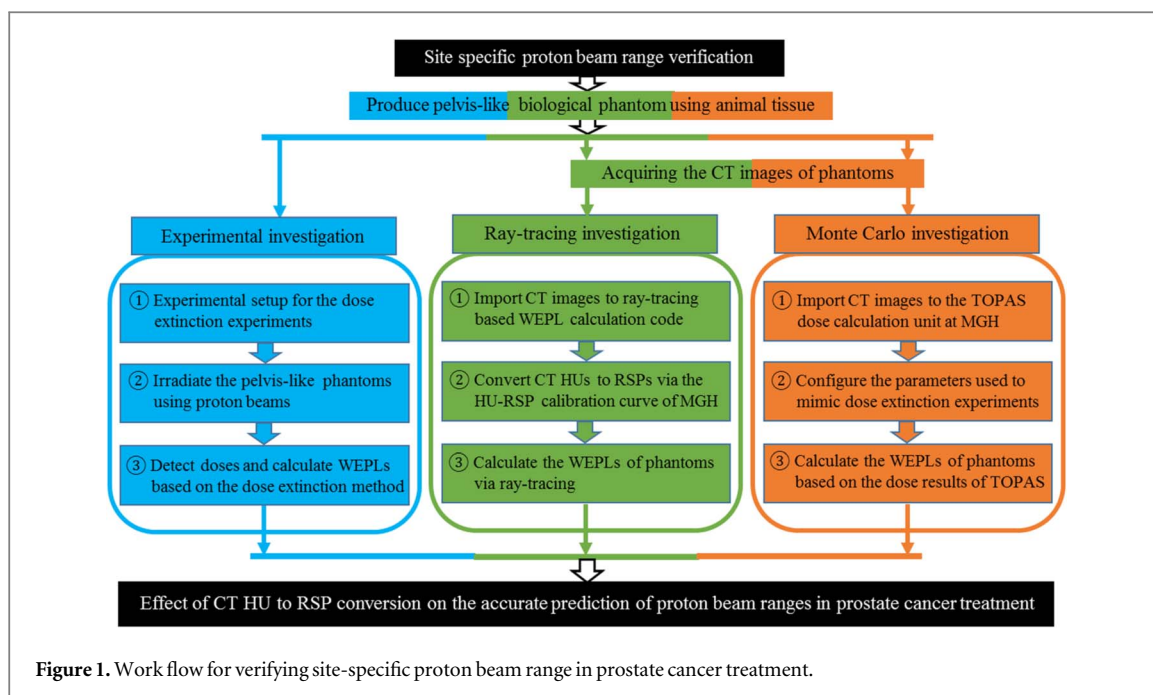 Site specific proton beam range verification
Produce pelvis-like biological phantom using animal tissue
Acquiring the CT images of phantoms
Experimental investigation
① Experimental setup for the dose
extinction experiments
② Irradiate the pelvis-like phantoms
using proton beams
③ Detect doses and calculate WEPLs
based on the dose extinction method
Ray-tracing investigation
① Import CT images to ray-tracing
based WEPL calculation code
② Convert CT HUs to RSPs via the
HU-RSP calibration curve of MGH
③ Calculate the WEPLs of phantoms
via ray-tracing
Monte Carlo investigation
① Import CT images to the TOPAS
dose calculation unit at MGH
② Configure the parameters used to
mimic dose extinction experiments
③ Calculate the WEPLs of phantoms
based on the dose results of TOPAS
Effect of CT HU to RSP conversion on the accurate prediction of proton beam ranges in prostate cancer treatment
Figure 1. Work flow for verifying site-specific proton beam range in prostate cancer treatment.